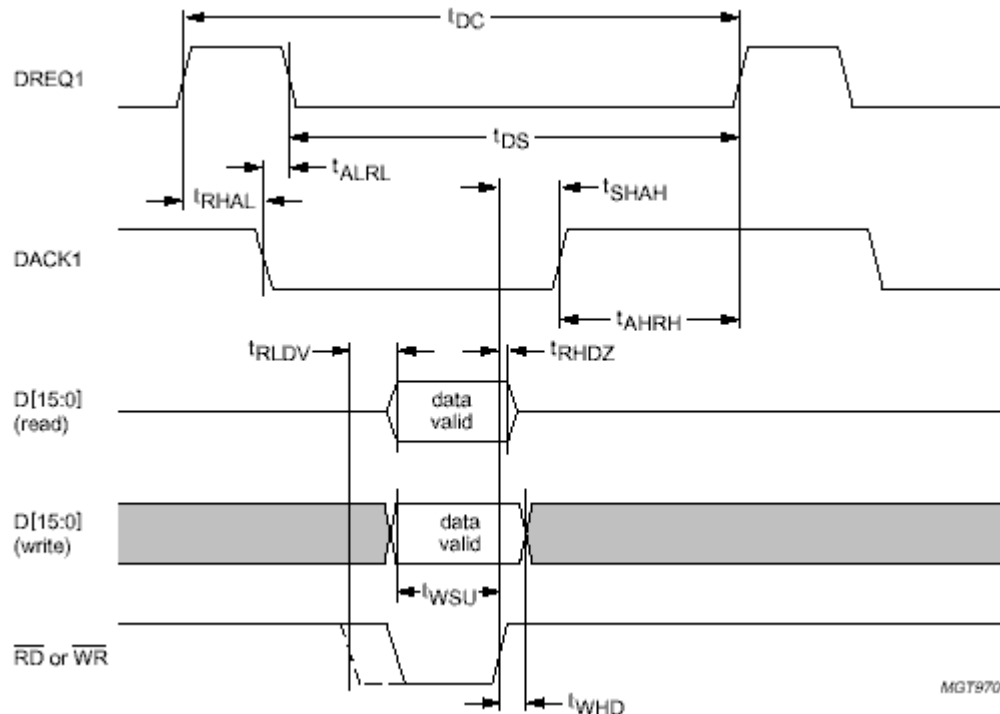 tDC
DREQ1
tDS
tALRL
tSHAH
tRHAL
DACK1
tAHRH
tRLDV
tRHDZ
D[15:0]
(read)
data
valid
D[15:0]
(write)
data
valid
tWSU
RD or WR
tWHD
MGT970